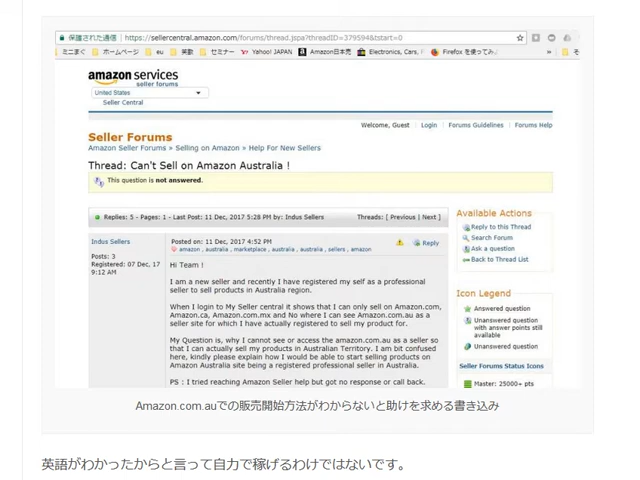 保護された通信 | https://sellercentral.amazon.com/forums/thread.jspa?threadID=379594&tstart=0
ミニまぐ ホームページ eu 英数 セミナー Yahoo! JAPAN Amazon日本売 Electronics, Cars, F Firefox を使ってみ » そ
amazon services
seller forums
United States
Seller Central
Welcome, Guest | Login | Forums Guidelines | Forums Help
Seller Forums
Amazon Seller Forums » Selling on Amazon » Help For New Sellers
Thread: Can't Sell on Amazon Australia !
This question is not answered.
Replies: 5 - Pages: 1 - Last Post: 11 Dec, 2017 5:28 PM by: Indus Sellers Threads: [ Previous | Next ]
Indus Sellers
Posts: 3
Registered: 07 Dec, 17
9:12 AM
Posted on: 11 Dec, 2017 4:52 PM
Reply
amazon , australia , marketplace , australia , australia , sellers , amazon
Hi Team !
I am a new seller and recently I have registered my self as a professional
seller to sell products in Australia region.
When I login to My Seller central it shows that I can only sell on Amazon.com,
Amazon.ca, Amazon.com.mx and No where I can see Amazon.com.au as a
seller site for which I have actually registered to sell my product for.
My Question is, why I cannot see or access the amazon.com.au as a seller so
that I can actually sell my products in Australian Territory. I am bit confused
here, kindly please explain how I would be able to start selling products on
Amazon Australia site being a registered professional seller in Australia.
PS : I tried reaching Amazon Seller help but got no response or call back.
Available Actions
Reply to this Thread
Search Forum
Ask a question
Back to Thread List
Icon Legend
Answered question
Unanswered question
with answer points still
available
Unanswered question
Seller Forums Status Icons
Master: 25000+ pts
Amazon.com.auでの販売開始方法がわからないと助けを求める書き込み
英語がわかったからと言って自力で稼げるわけではないです。